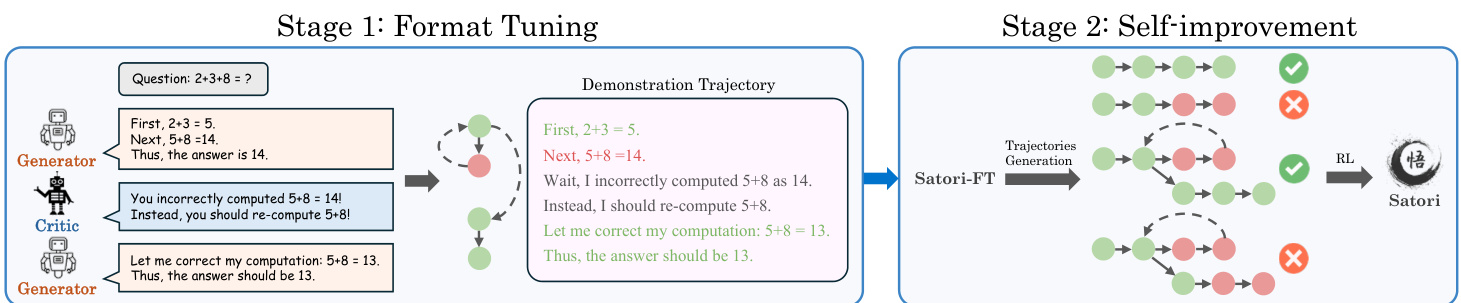 Stage 1: Format Tuning
Question: 2+3+8 = ?
Generator
First, 2+3 = 5.
Next, 5+8 =14.
Thus, the answer is 14.
Critic
You incorrectly computed 5+8 = 14!
Instead, you should re-compute 5+8!
Generator
Let me correct my computation: 5+8 = 13.
Thus, the answer should be 13.
Demonstration Trajectory
First, 2+3 = 5.
Next, 5+8 =14.
Wait, I incorrectly computed 5+8 as 14.
Instead, I should re-compute 5+8.
Let me correct my computation: 5+8 = 13.
Thus, the answer should be 13.
Stage 2: Self-improvement
Satori-FT
Trajectories
Generation
RL
悟
Satori